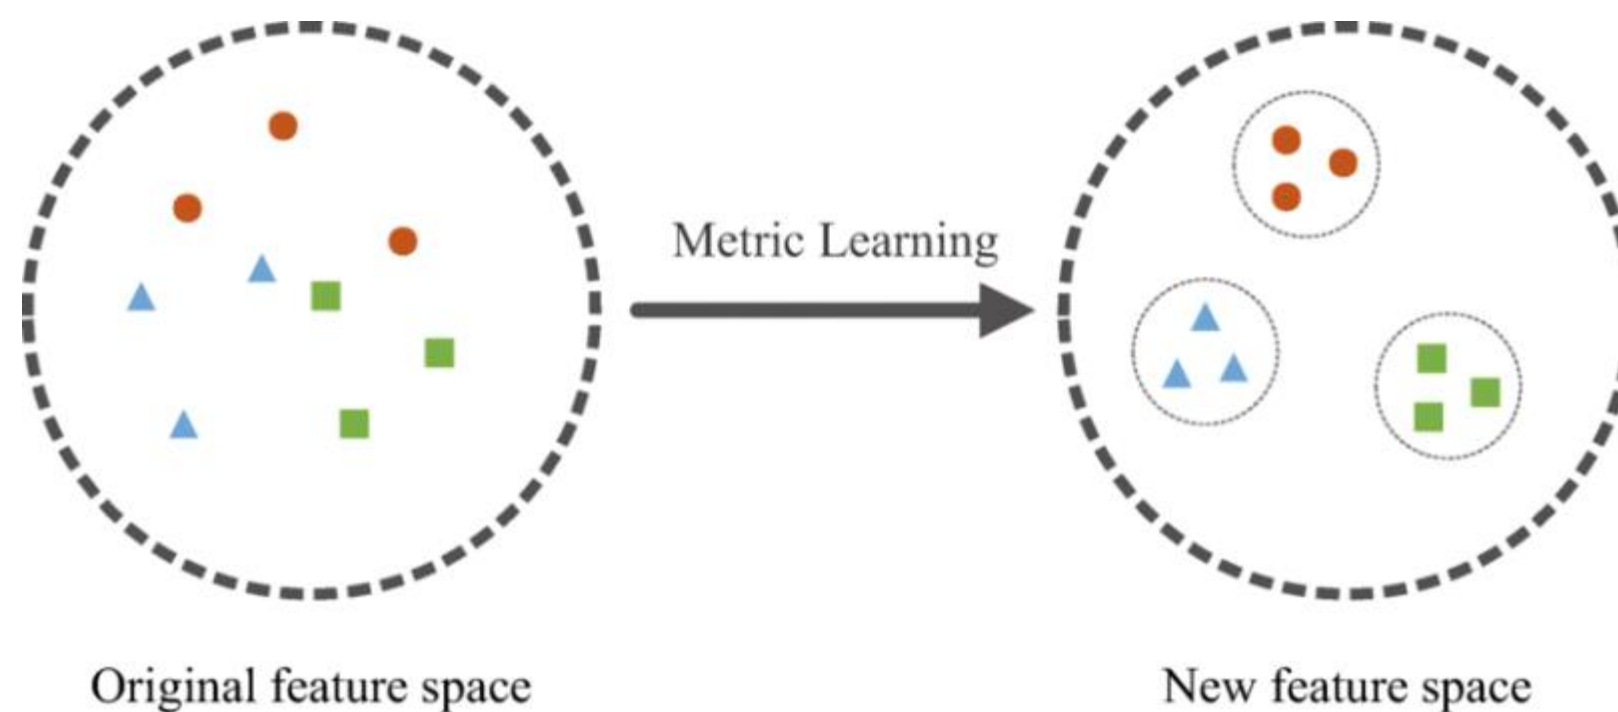 Metric Learning
Original feature space
New feature space